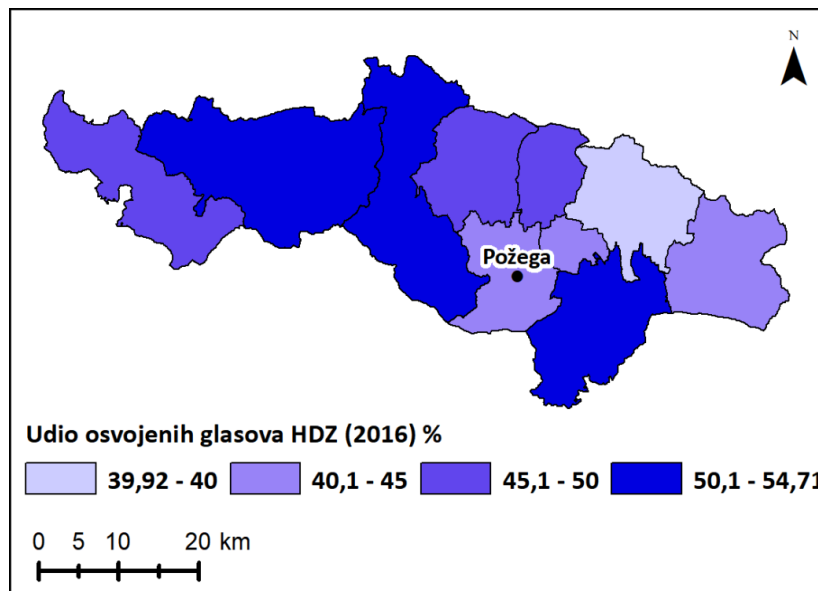 N
Požega
Udio osvojenih glasova HDZ (2016) %
39,92 - 40 40,1 - 45 45,1 - 50 50,1 - 54,71
0 5 10 20 km